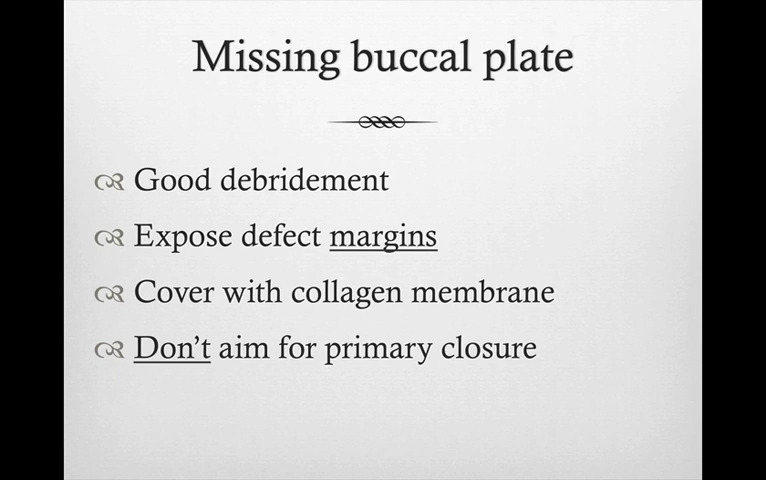 Missing buccal plate
Good debridement
Expose defect margins
Cover with collagen membrane
Don't aim for primary closure